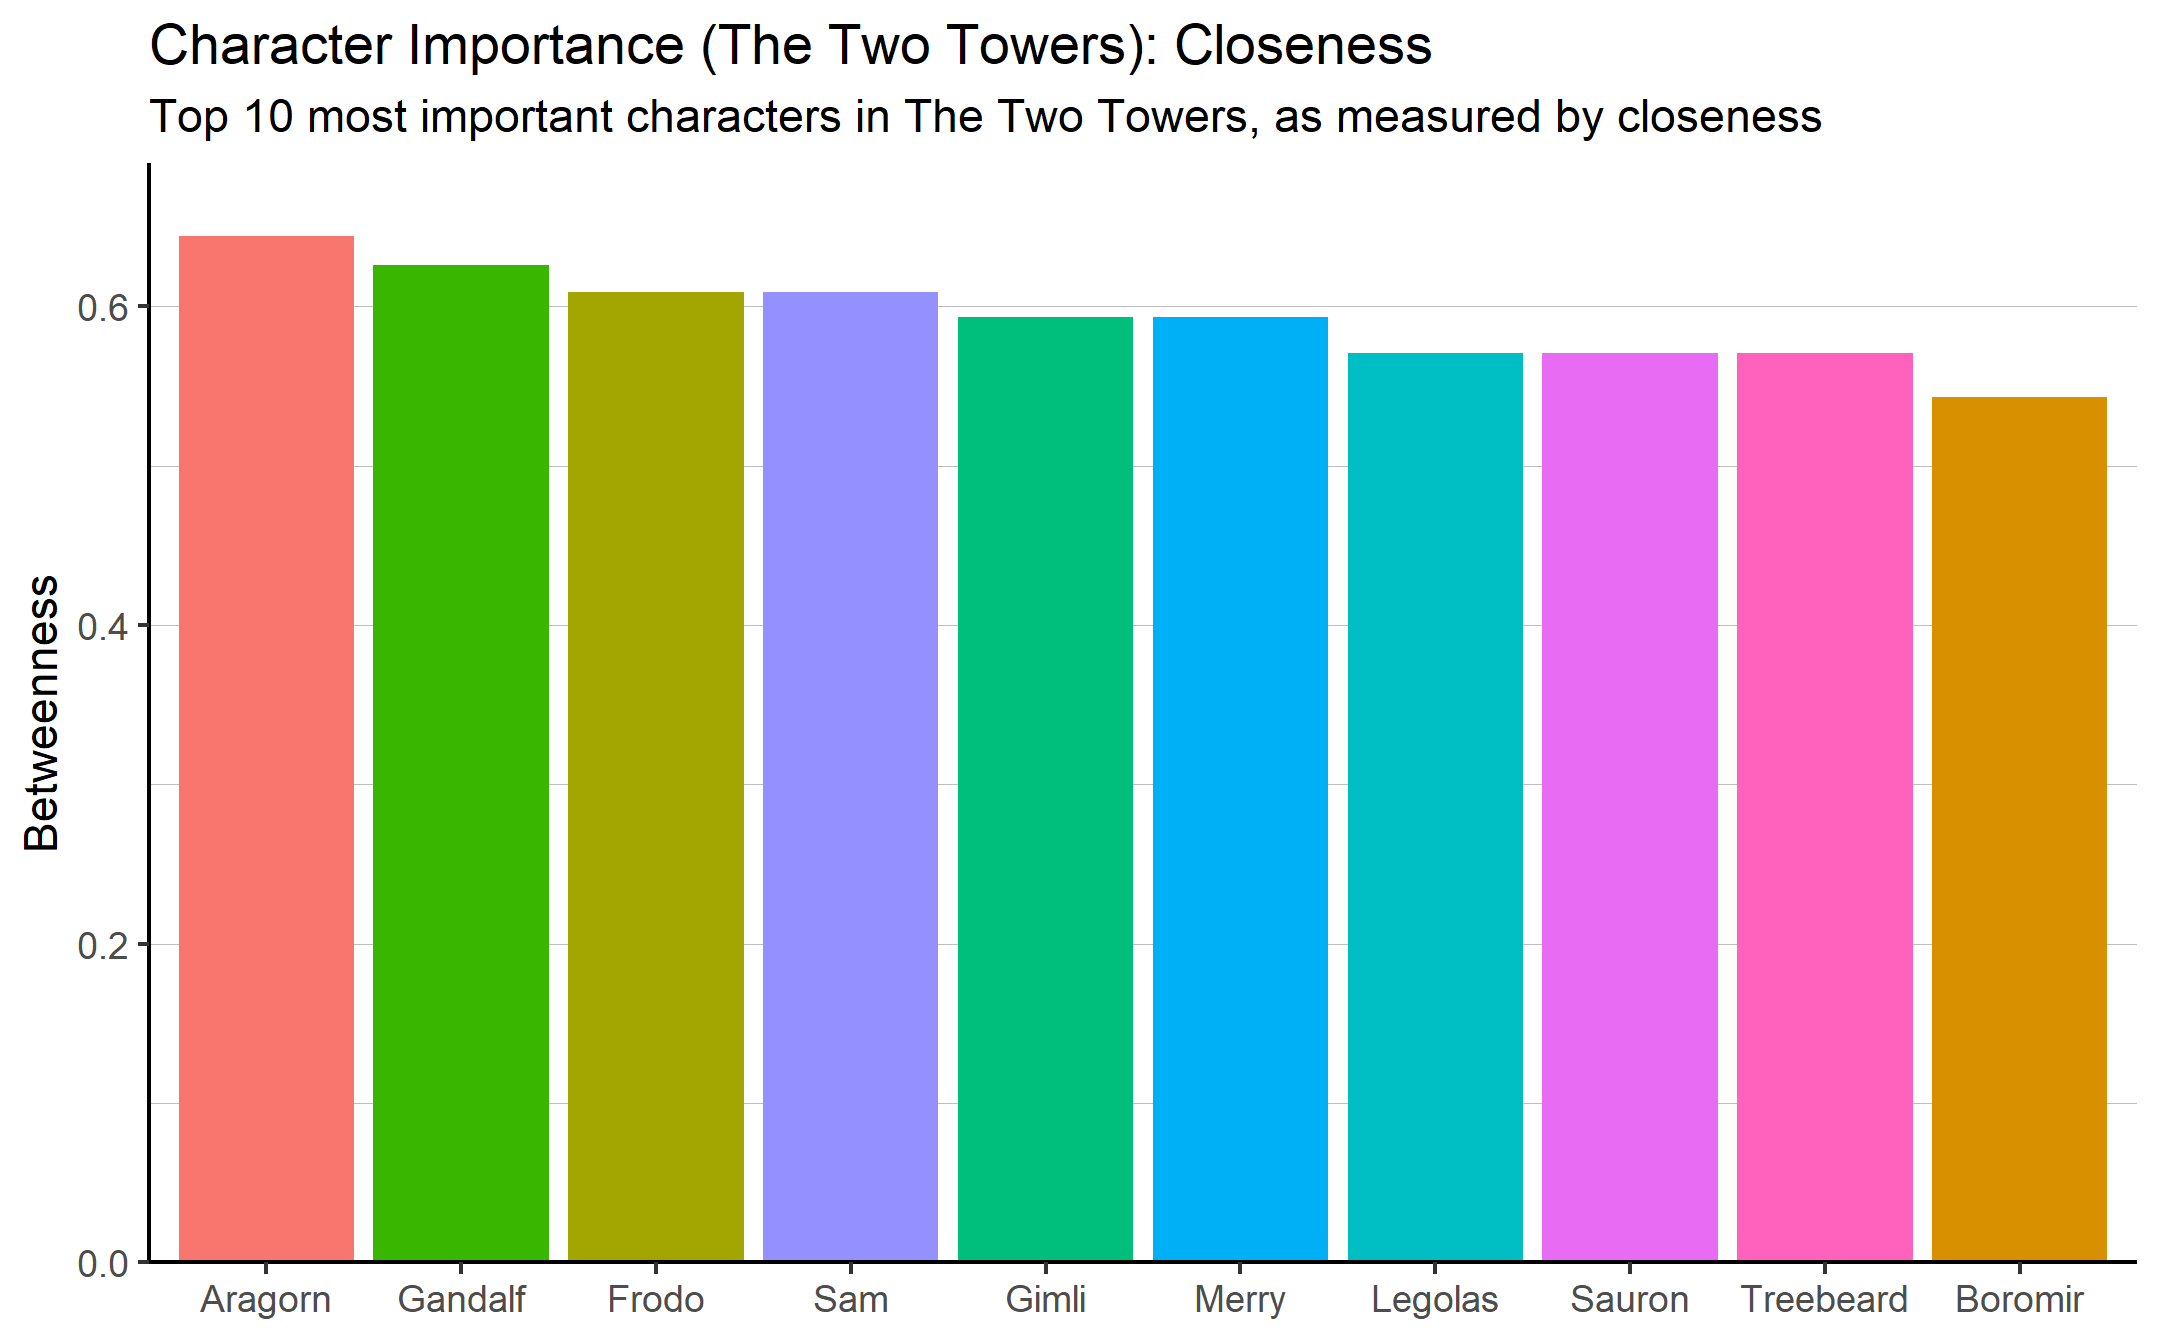 Character Importance (The Two Towers): Closeness
Top 10 most important characters in The Two Towers, as measured by closeness
Betweenness
0.6
0.4
0.2
0.0
Aragorn Gandalf Frodo Sam Gimli Merry Legolas Sauron Treebeard Boromir